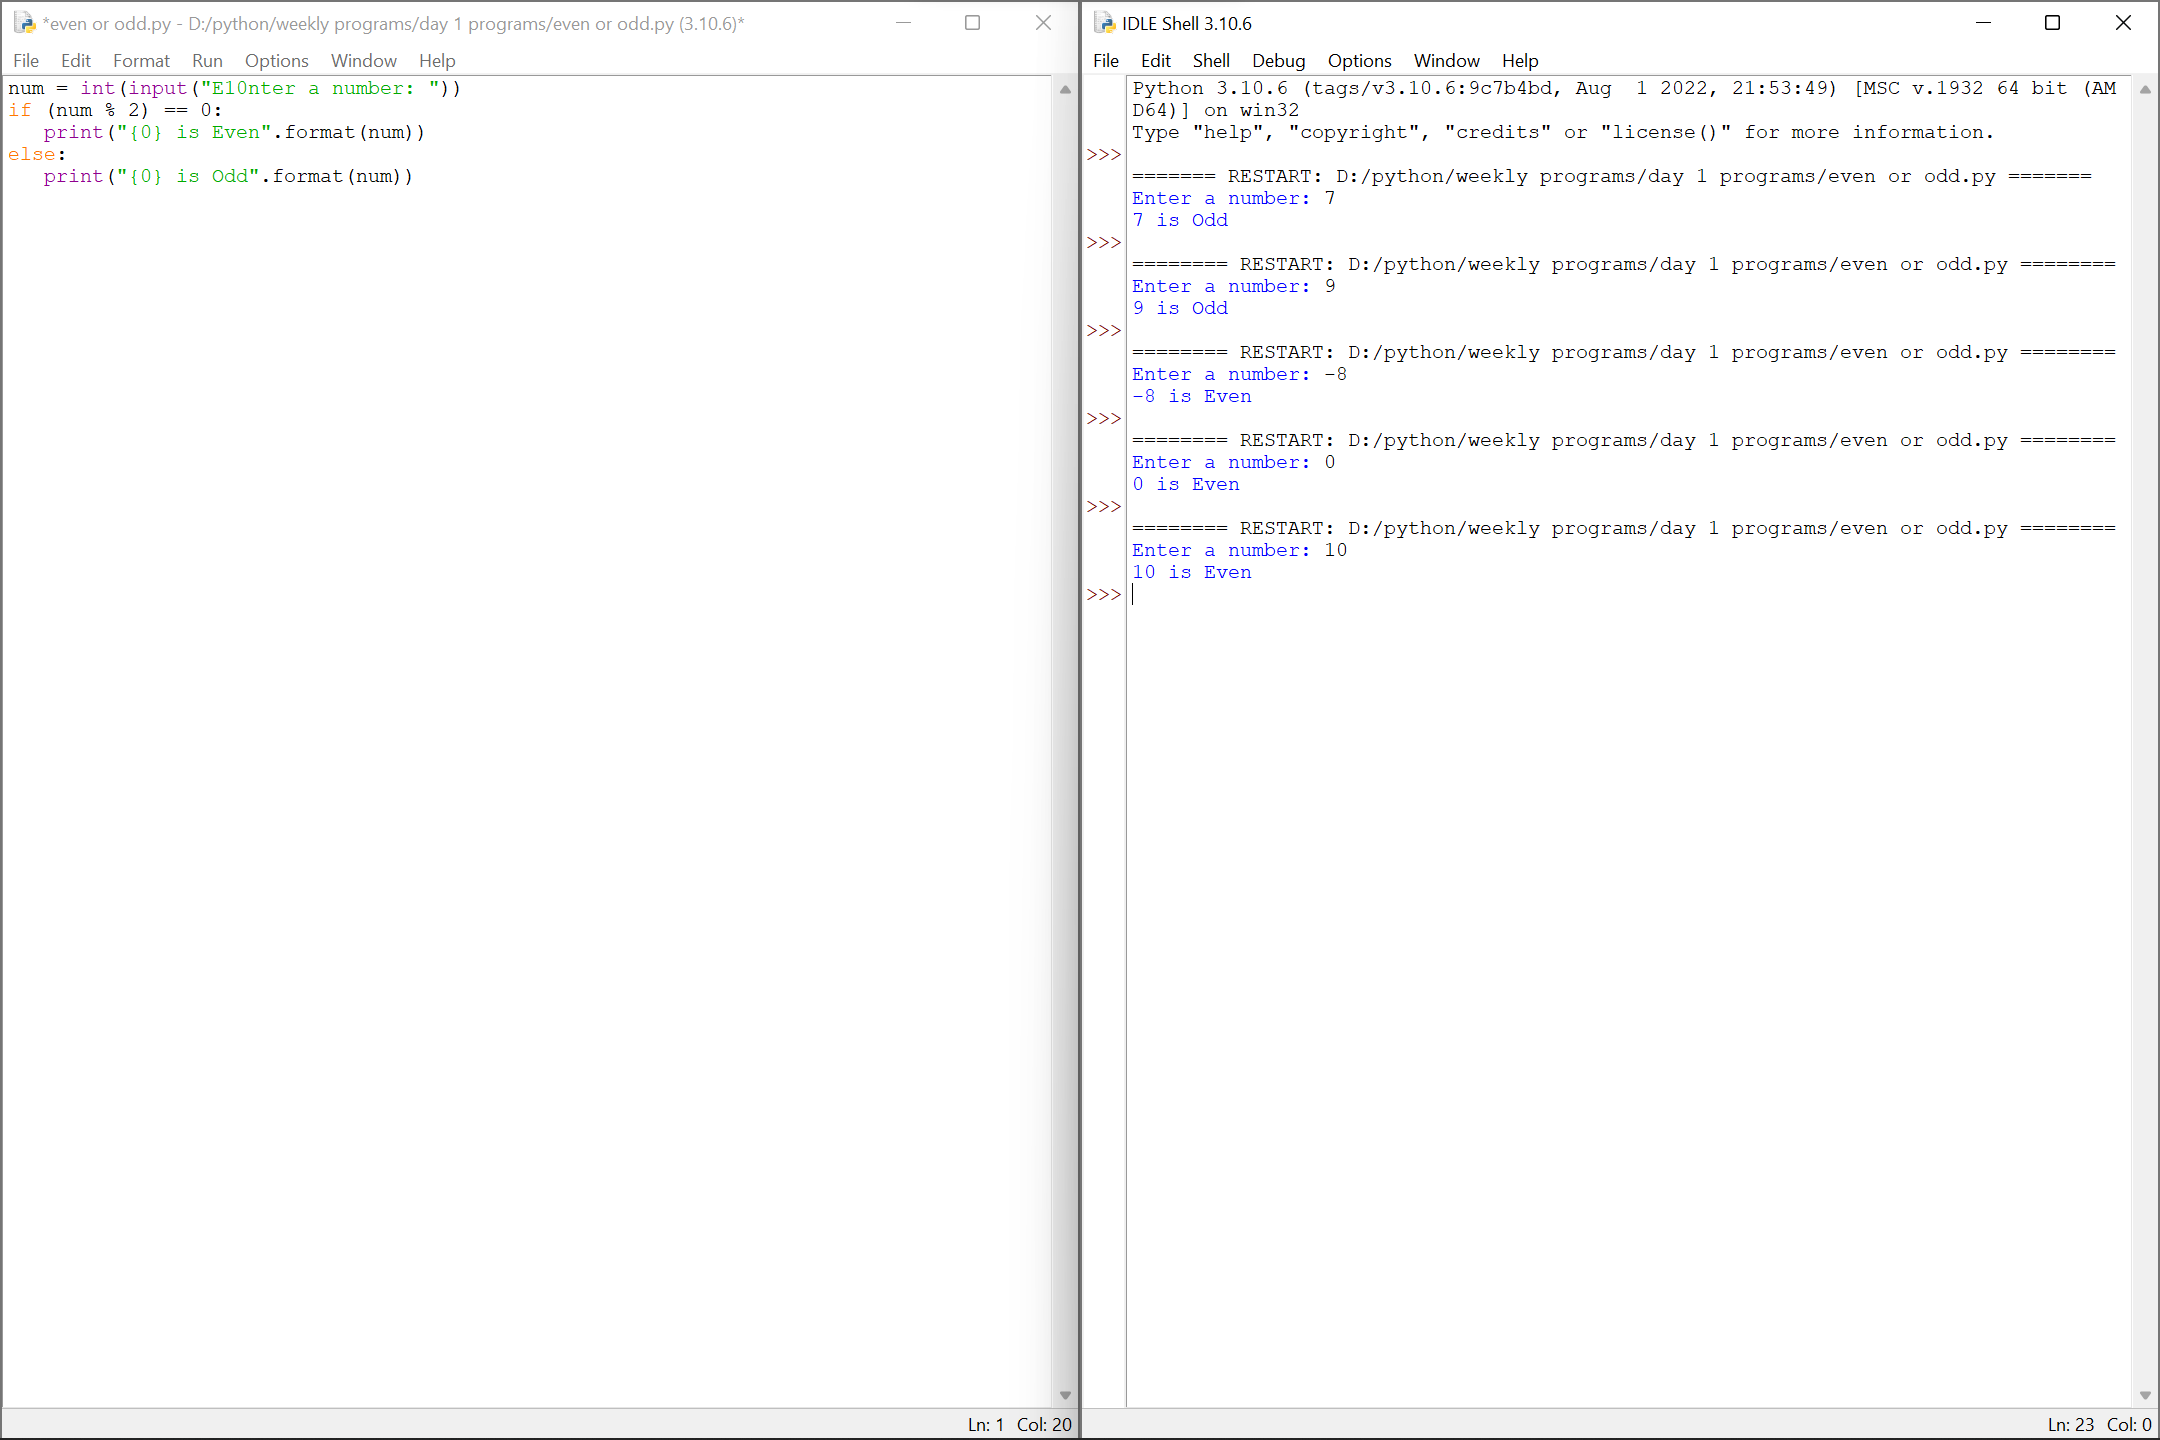 *even or odd.py - D:/python/weekly programs/day 1 programs/even or odd.py (3.10.6)*
File Edit Format Run Options Window Help
num = int(input("E10nter a number: "))
if (num % 2) == 0:
   print("{0} is Even".format(num))
else:
   print("{0} is Odd".format(num))
Ln: 1 Col: 20
IDLE Shell 3.10.6
File Edit Shell Debug Options Window Help
Python 3.10.6 (tags/v3.10.6:9c7b4bd, Aug  1 2022, 21:53:49) [MSC v.1932 64 bit (AM
D64)] on win32
Type "help", "copyright", "credits" or "license()" for more information.
>>>
======= RESTART: D:/python/weekly programs/day 1 programs/even or odd.py =======
Enter a number: 7
7 is Odd
>>>
======== RESTART: D:/python/weekly programs/day 1 programs/even or odd.py ========
Enter a number: 9
9 is Odd
>>>
======== RESTART: D:/python/weekly programs/day 1 programs/even or odd.py ========
Enter a number: -8
-8 is Even
>>>
======== RESTART: D:/python/weekly programs/day 1 programs/even or odd.py ========
Enter a number: 0
0 is Even
>>>
======== RESTART: D:/python/weekly programs/day 1 programs/even or odd.py ========
Enter a number: 10
10 is Even
>>>
Ln: 23 Col: 0